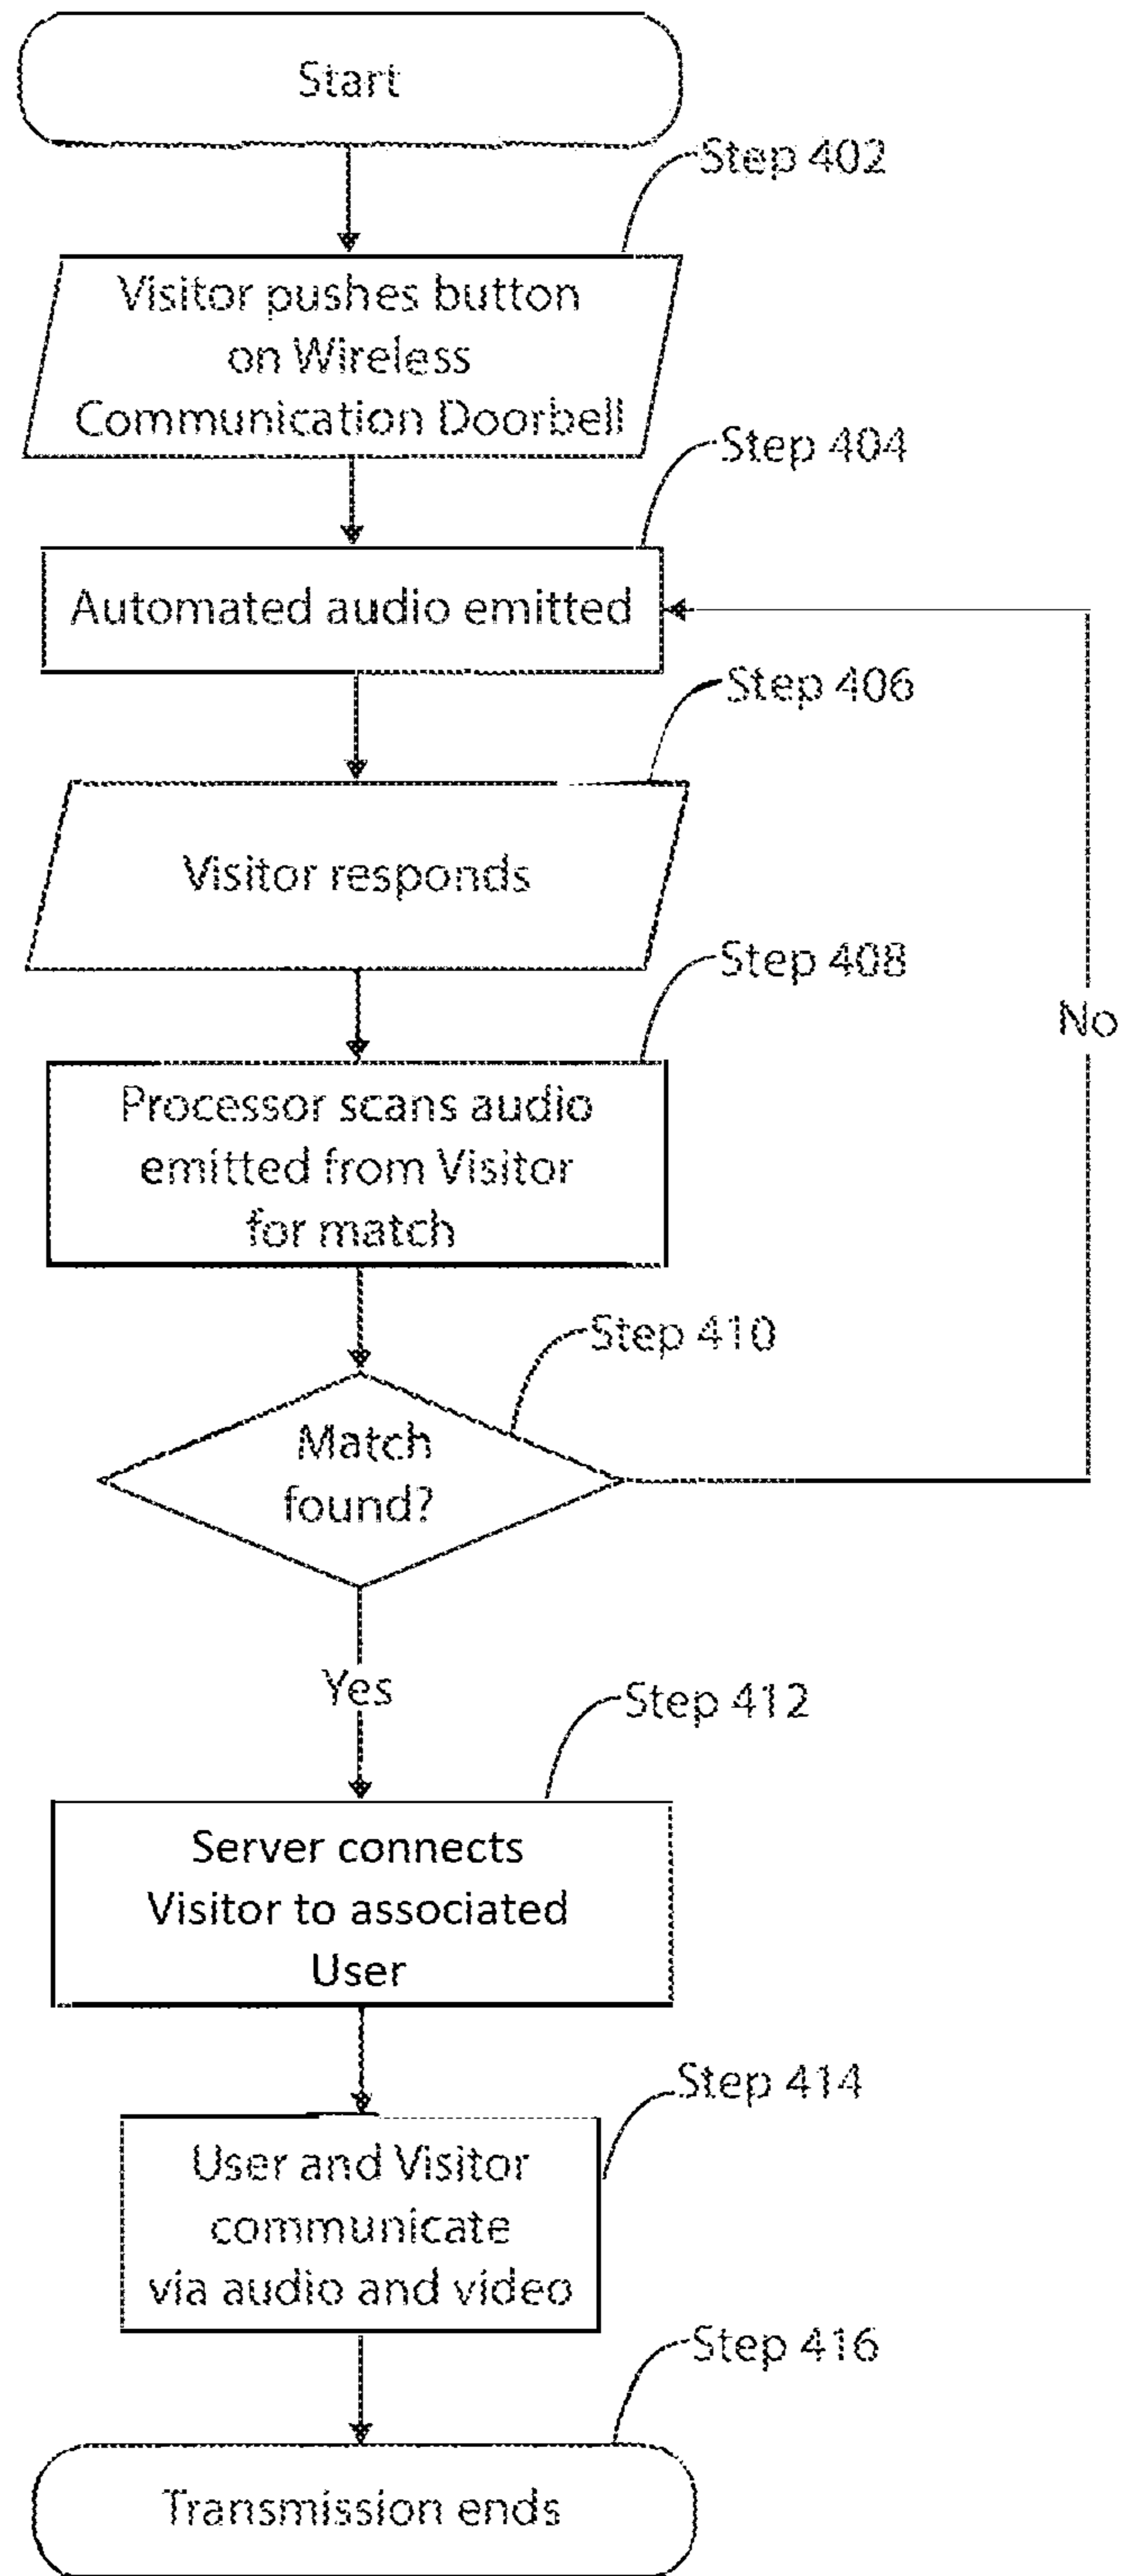 Start
Step 402
Visitor pushes button
on Wireless
Communication Doorbell
Step 404
Automated audio emitted
Step 406
Visitor responds
Step 408
No
Processor scans audio
emitted from Visitor
for match
Step 410
Match
found?
Yes
Step 412
Server connects
Visitor to associated
User
Step 414
User and Visitor
communicate
via audio and video
Step 416
Transmission ends